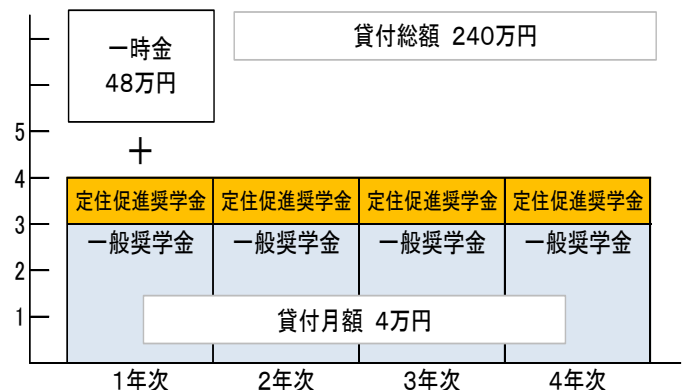 一時金
48万円
貸付総額 240万円
5
＋
4
定住促進奨学金 定住促進奨学金 定住促進奨学金 定住促進奨学金
3
一般奨学金 一般奨学金 一般奨学金 一般奨学金
2
1
貸付月額 4万円
1年次 2年次 3年次 4年次